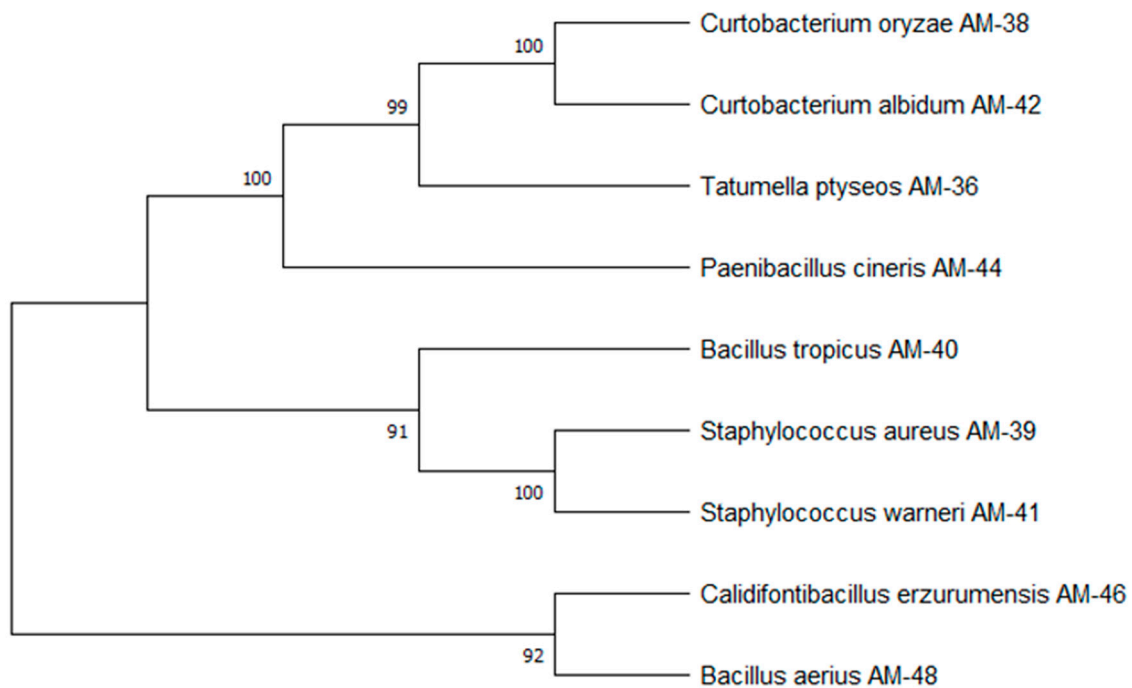 Curtobacterium oryzae AM-38
100
Curtobacterium albidum AM-42
99
Tatumella ptyseos AM-36
100
Paenibacillus cineris AM-44
Bacillus tropicus AM-40
91
Staphylococcus aureus AM-39
100
Staphylococcus warneri AM-41
Calidifontibacillus erzurumensis AM-46
92
Bacillus aerius AM-48